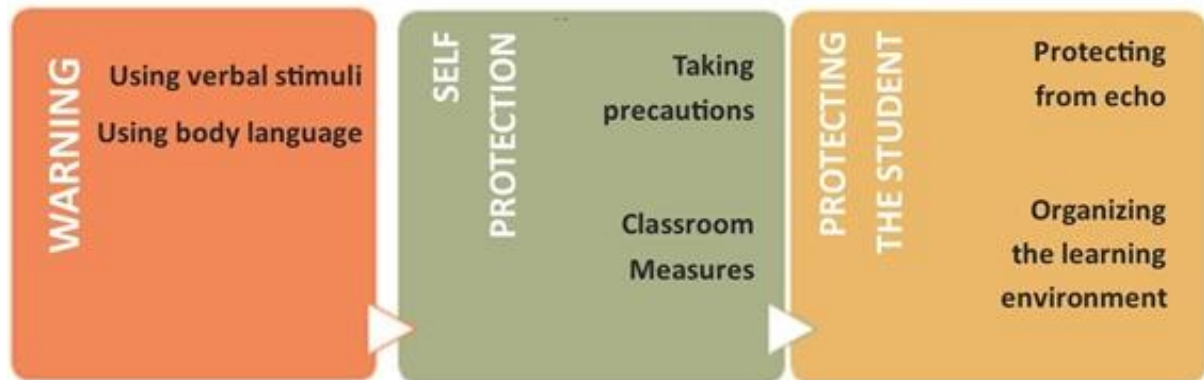 WARNING
Using verbal stimuli
Using body language
SELF
PROTECTION
Taking
precautions
Classroom
Measures
PROTECTING
THE STUDENT
Protecting
from echo
Organizing
the learning
environment